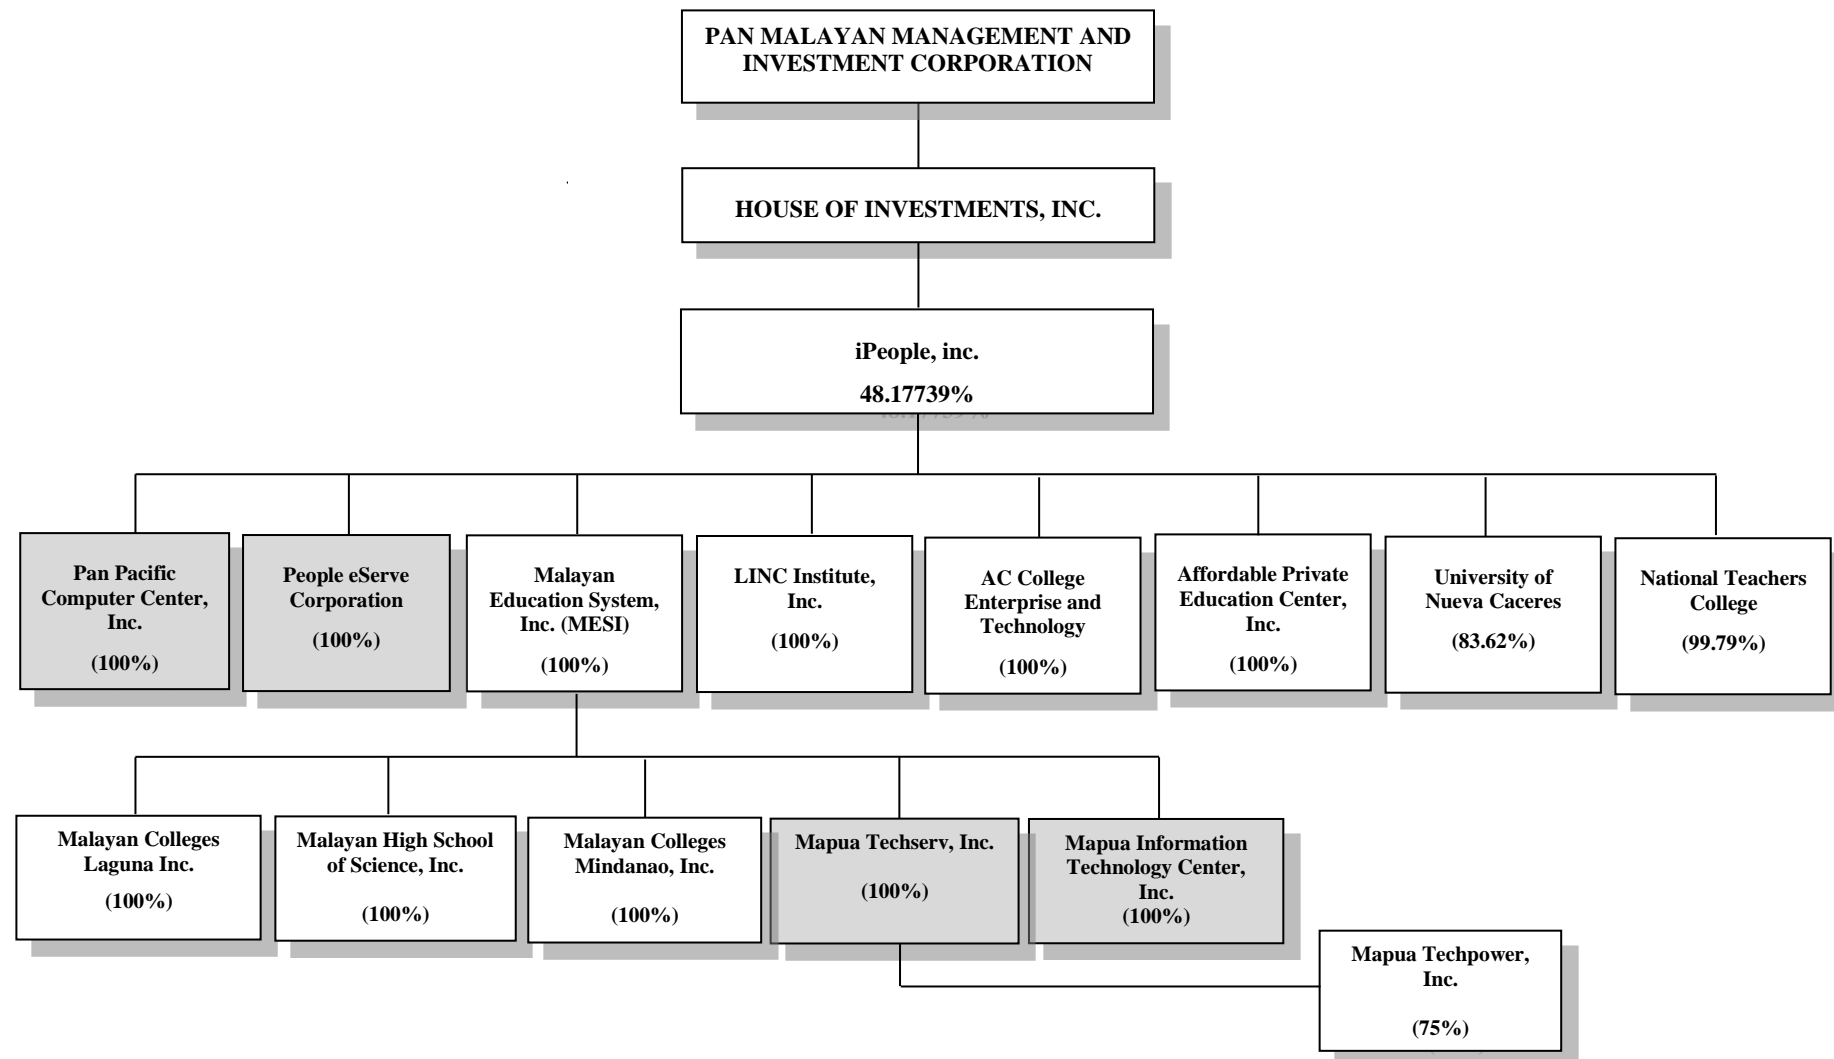 PAN MALAYAN MANAGEMENT AND
INVESTMENT CORPORATION
HOUSE OF INVESTMENTS, INC.
iPeople, inc.
48.17739%
Pan Pacific
Computer Center,
Inc.
(100%)
People eServe
Corporation
(100%)
Malayan
Education System,
Inc. (MESI)
(100%)
LINC Institute,
Inc.
(100%)
AC College
Enterprise and
Technology
(100%)
Affordable Private
Education Center,
Inc.
(100%)
University of
Nueva Caceres
(83.62%)
National Teachers
College
(99.79%)
Malayan Colleges
Laguna Inc.
(100%)
Malayan High School
of Science, Inc.
(100%)
Malayan Colleges
Mindanao, Inc.
(100%)
Mapua Techserv, Inc.
(100%)
Mapua Information
Technology Center,
Inc.
(100%)
Mapua Techpower,
Inc.
(75%)